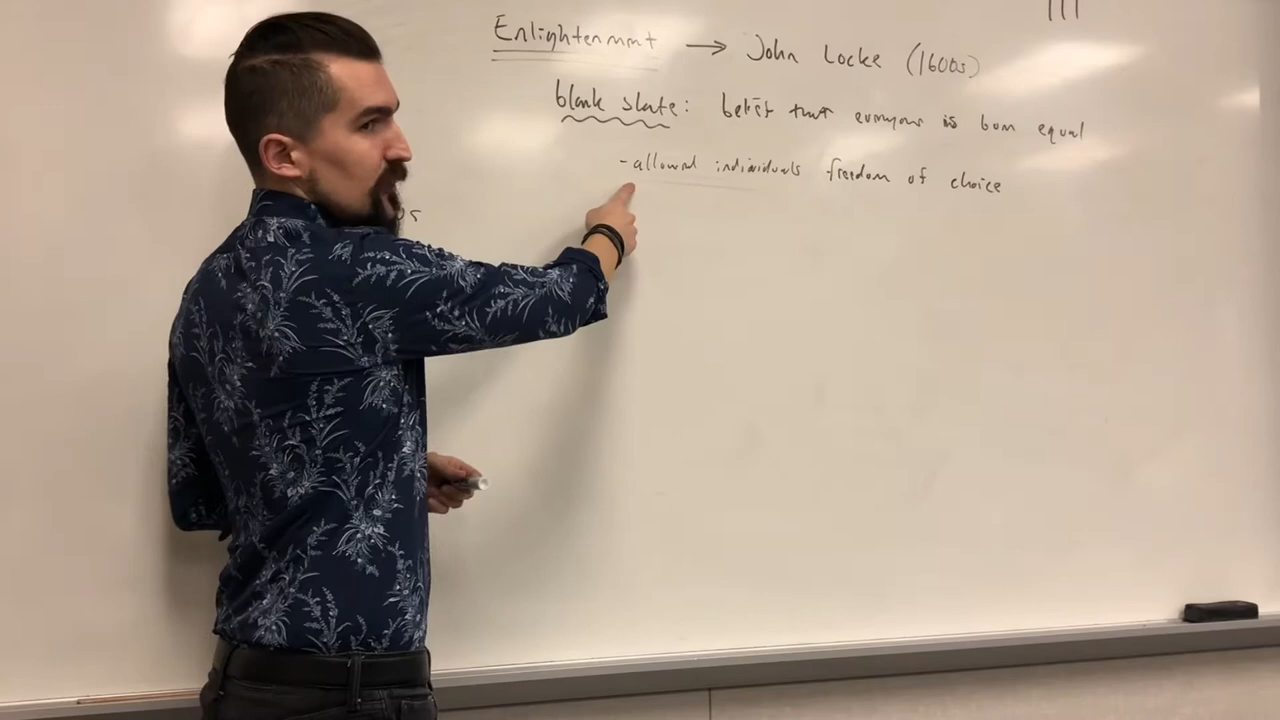 Enlightenment → John Locke (1600s)
blank slate: belief that everyone is born equal
- allowed individuals freedom of choice